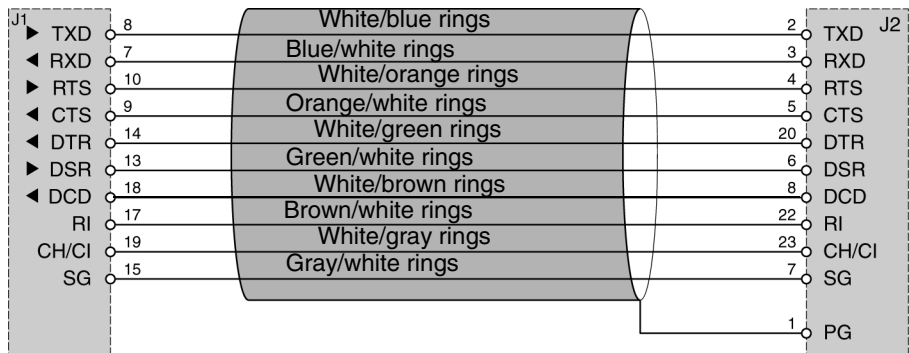 J1 J2
▶ TXD 8 White/blue rings 2 TXD
◀ RXD 7 Blue/white rings 3 RXD
▶ RTS 10 White/orange rings 4 RTS
◀ CTS 9 Orange/white rings 5 CTS
◀ DTR 14 White/green rings 20 DTR
▶ DSR 13 Green/white rings 6 DSR
◀ DCD 18 White/brown rings 8 DCD
RI 17 Brown/white rings 22 RI
CH/CI 19 White/gray rings 23 CH/CI
SG 15 Gray/white rings 7 SG
1 PG